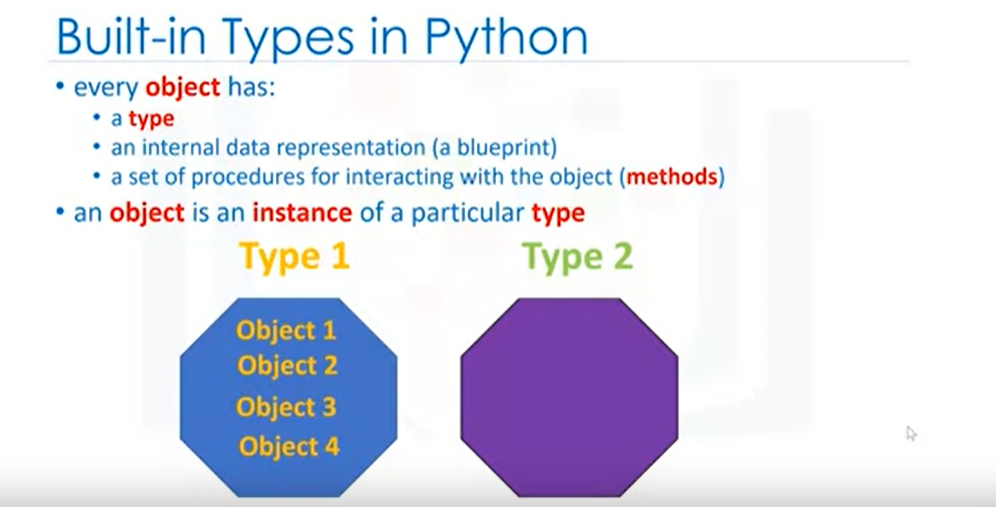 Built-in Types in Python
• every object has:
• a type
• an internal data representation (a blueprint)
• a set of procedures for interacting with the object (methods)
• an object is an instance of a particular type
Type 1
Type 2
Object 1
Object 2
Object 3
Object 4